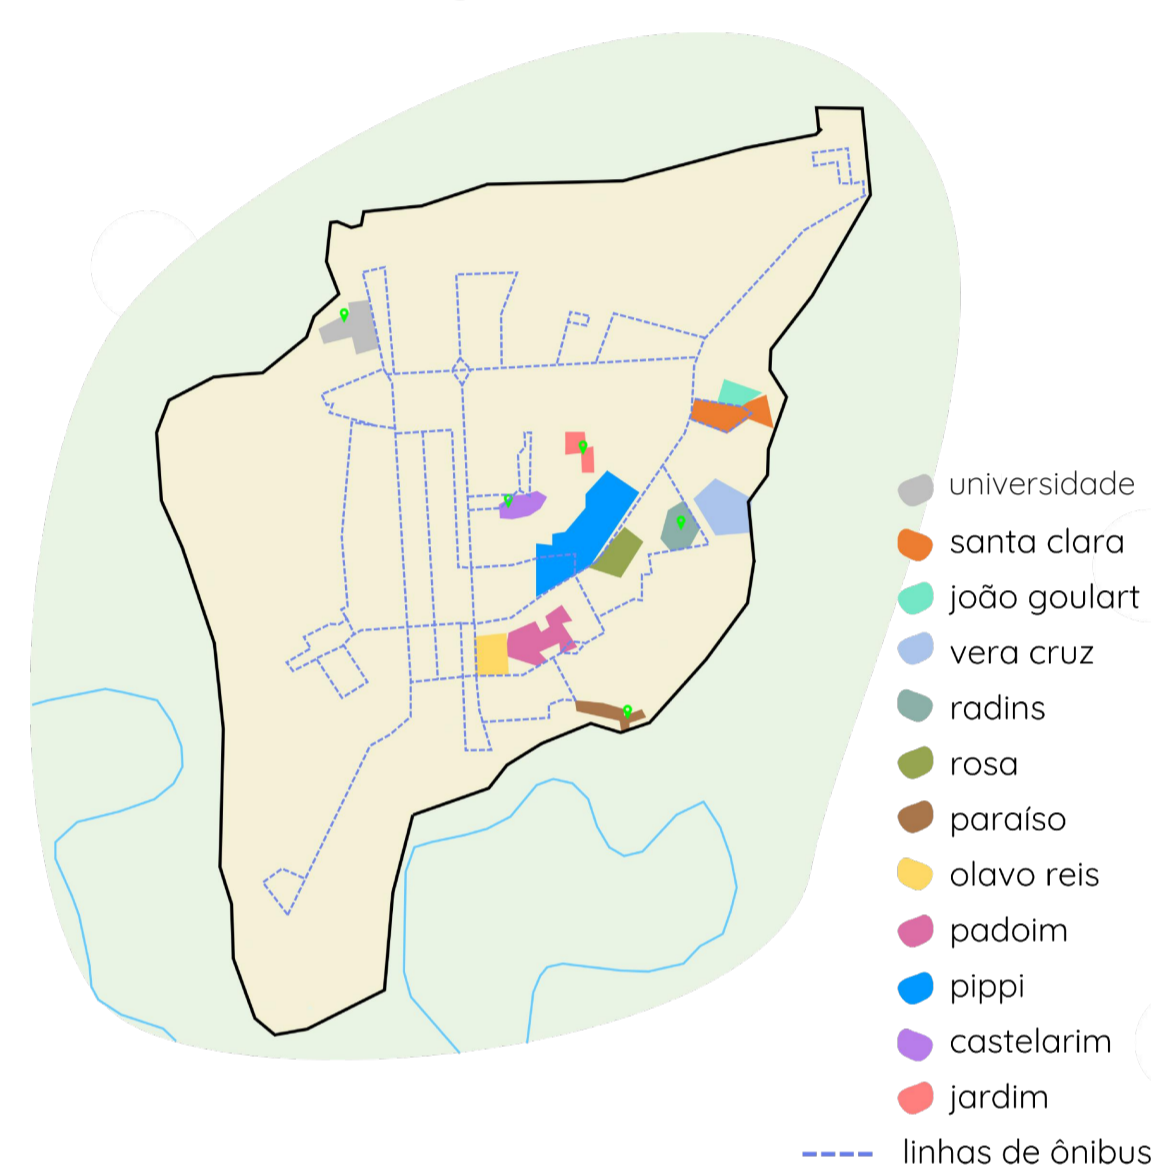 universidade
santa clara
joão goulart
vera cruz
radins
rosa
paraíso
olavo reis
padoim
pippi
castelarim
jardim
linhas de ônibus